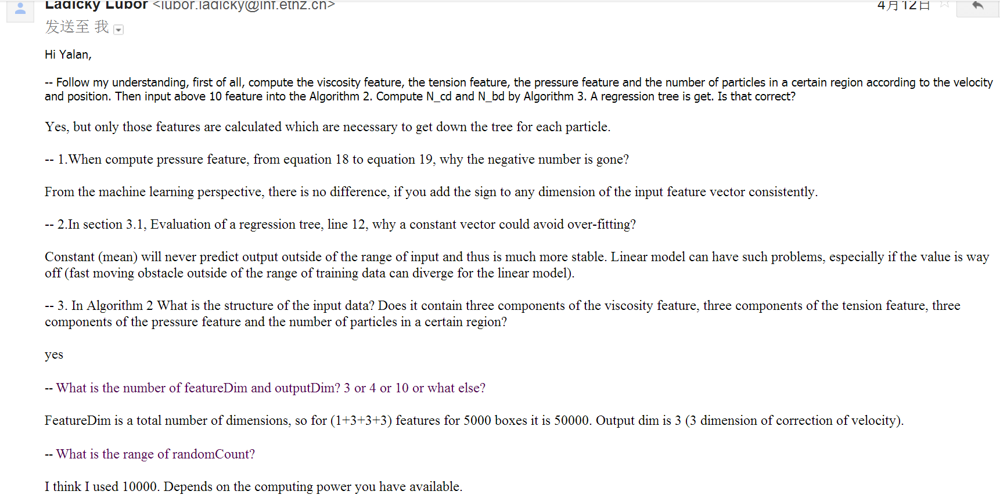 Ladicky Lubor <lubor.ladicky@inf.ethz.ch>
4月12日
发送至 我
Hi Yalan,
-- Follow my understanding, first of all, compute the viscosity feature, the tension feature, the pressure feature and the number of particles in a certain region according to the velocity
and position. Then input above 10 feature into the Algorithm 2. Compute N_cd and N_bd by Algorithm 3. A regression tree is get. Is that correct?
Yes, but only those features are calculated which are necessary to get down the tree for each particle.
-- 1.When compute pressure feature, from equation 18 to equation 19, why the negative number is gone?
From the machine learning perspective, there is no difference, if you add the sign to any dimension of the input feature vector consistently.
-- 2.In section 3.1, Evaluation of a regression tree, line 12, why a constant vector could avoid over-fitting?
Constant (mean) will never predict output outside of the range of input and thus is much more stable. Linear model can have such problems, especially if the value is way
off (fast moving obstacle outside of the range of training data can diverge for the linear model).
-- 3. In Algorithm 2 What is the structure of the input data? Does it contain three components of the viscosity feature, three components of the tension feature, three
components of the pressure feature and the number of particles in a certain region?
yes
-- What is the number of featureDim and outputDim? 3 or 4 or 10 or what else?
FeatureDim is a total number of dimensions, so for (1+3+3+3) features for 5000 boxes it is 50000. Output dim is 3 (3 dimension of correction of velocity).
-- What is the range of randomCount?
I think I used 10000. Depends on the computing power you have available.